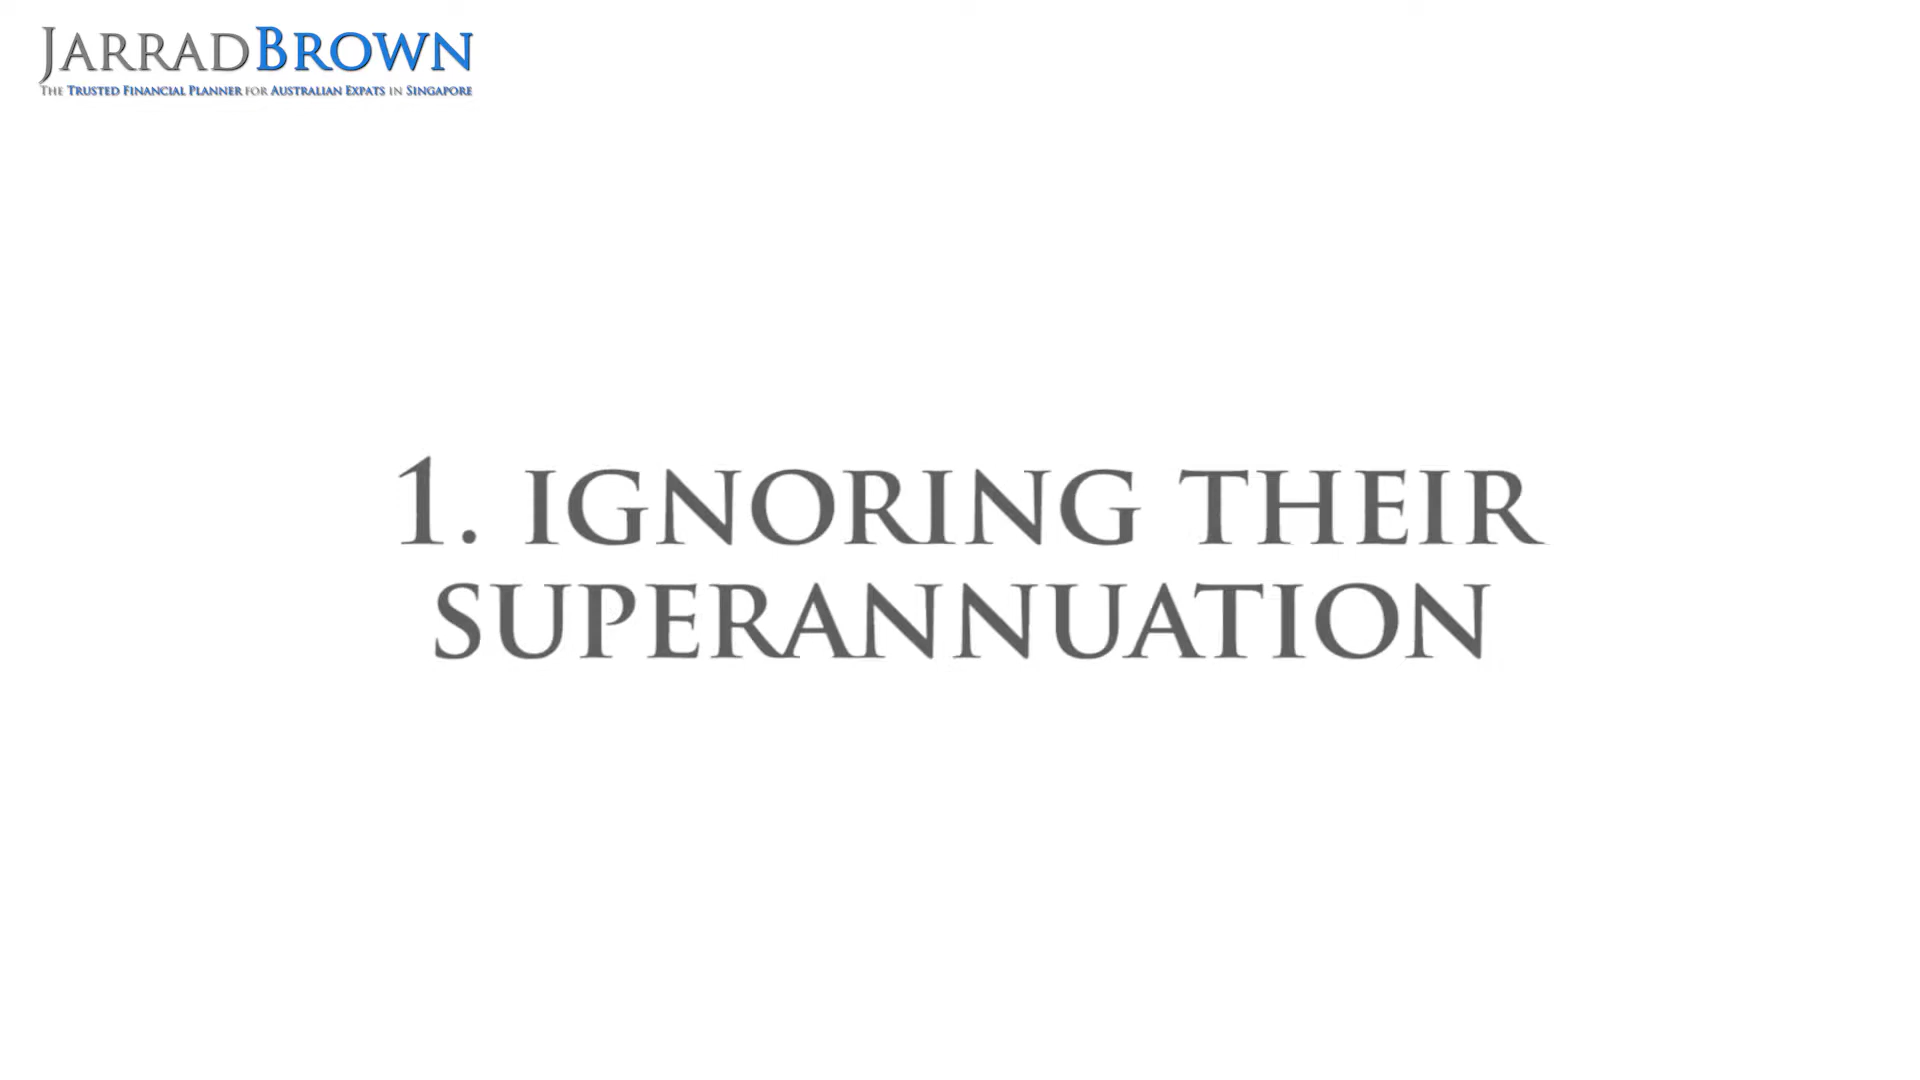 JARRADBROWN
THE TRUSTED FINANCIAL PLANNER FOR AUSTRALIAN EXPATS IN SINGAPORE
1. IGNORING THEIR
SUPERANNUATION